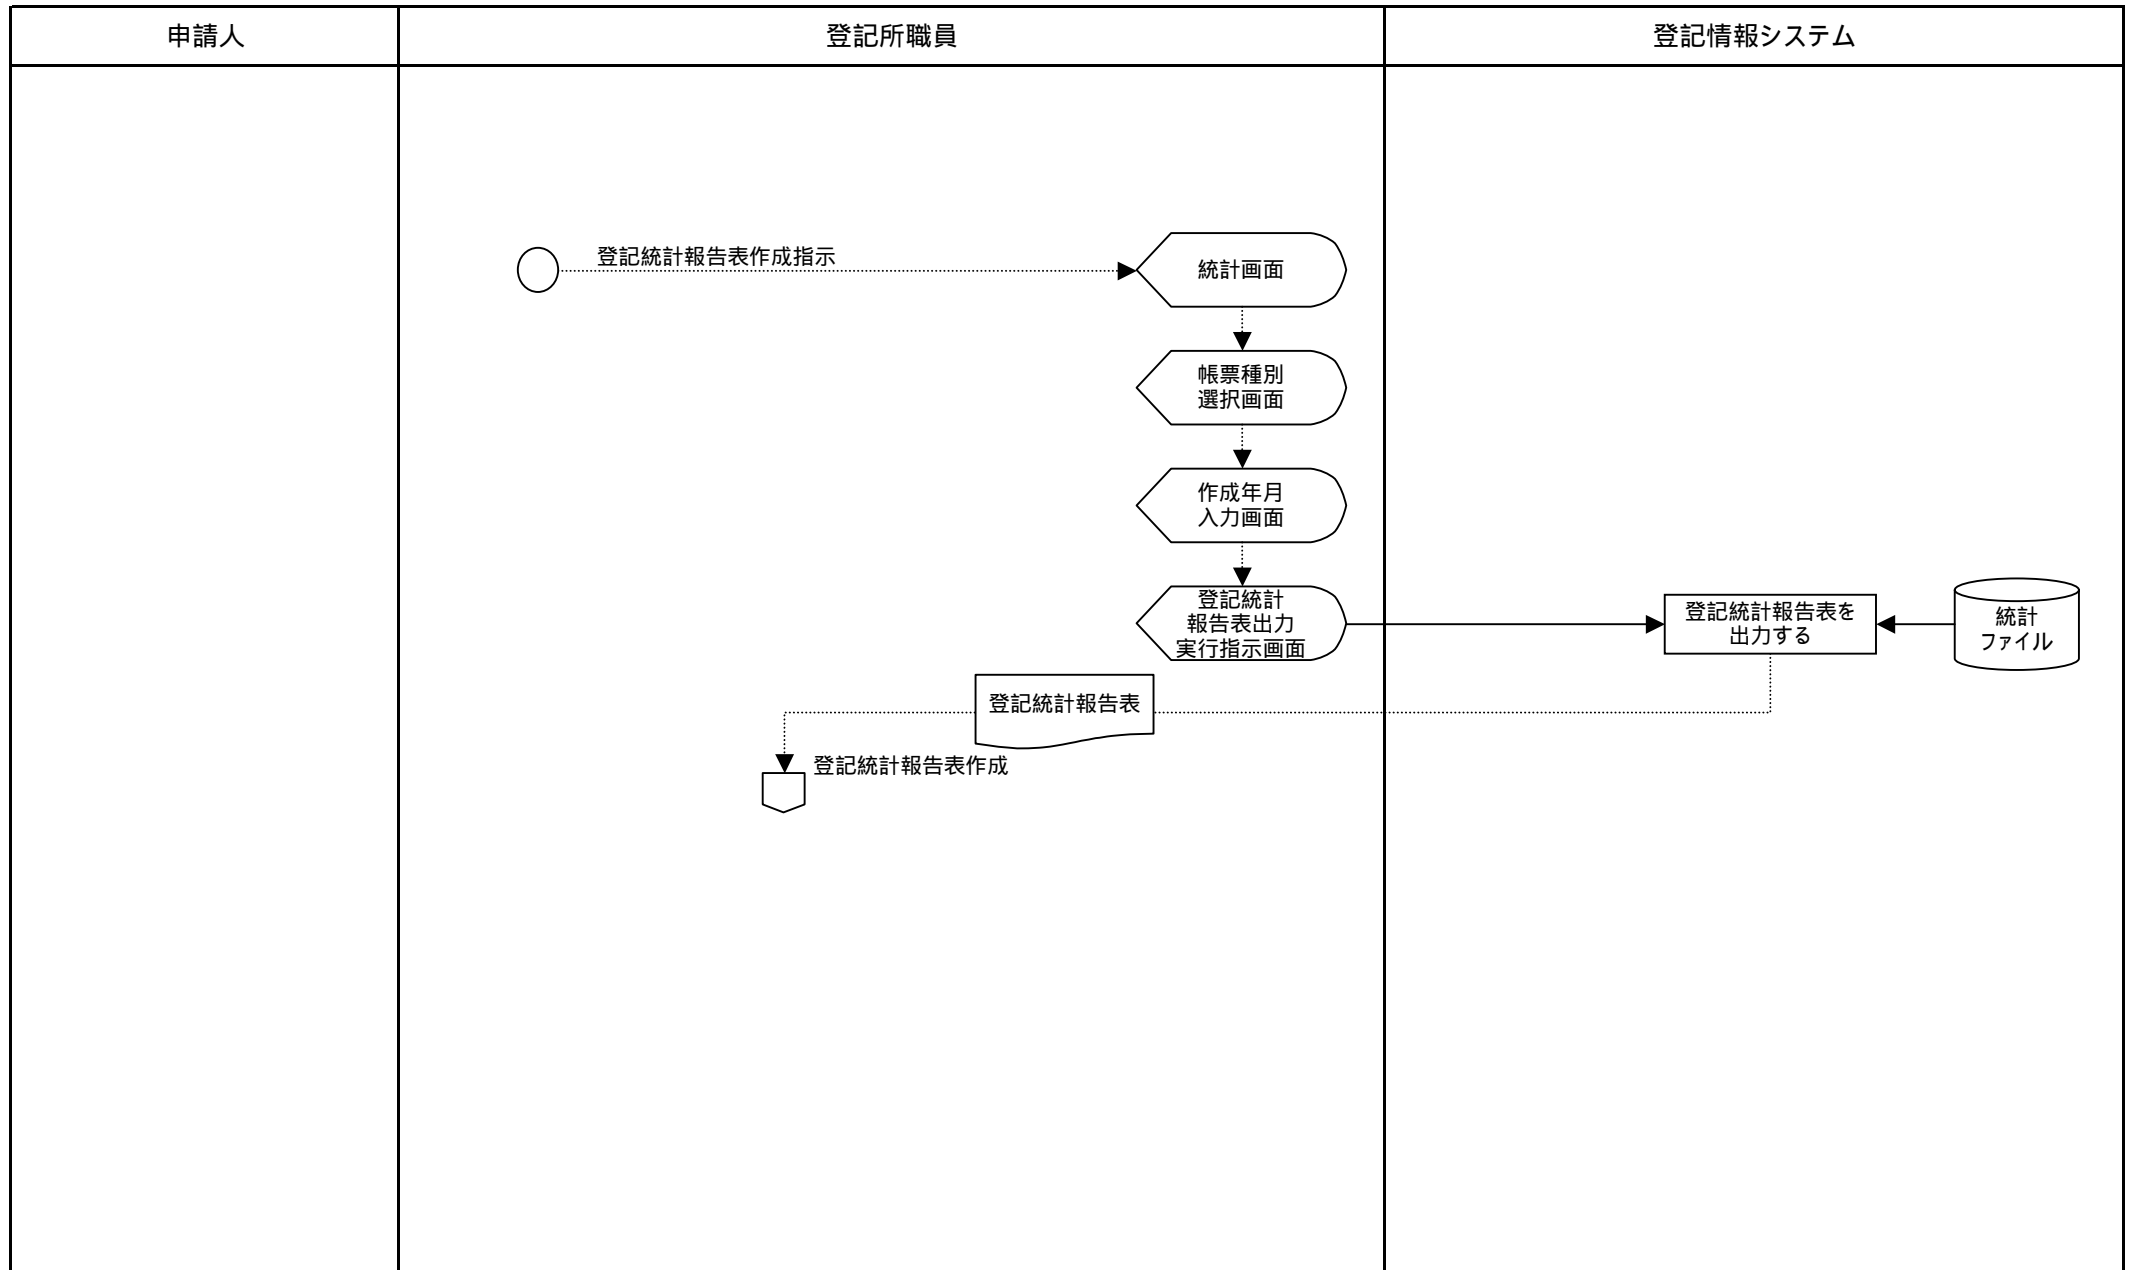 申請人
登記所職員
登記情報システム
登記統計報告表作成指示
統計画面
帳票種別
選択画面
作成年月
入力画面
登記統計
報告表出力
実行指示画面
登記統計報告表を
出力する
統計
ファイル
登記統計報告表
登記統計報告表作成